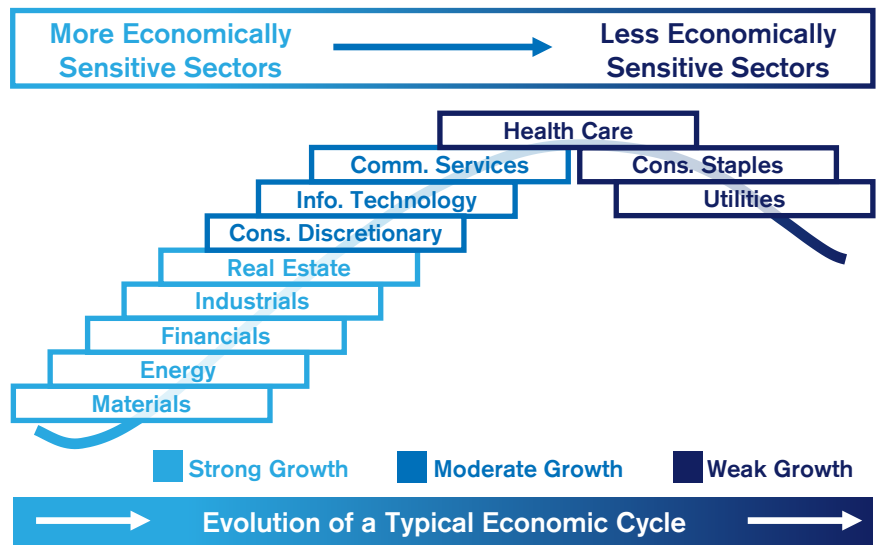 More Economically
Sensitive Sectors
Less Economically
Sensitive Sectors
Health Care
Comm. Services
Cons. Staples
Info. Technology
Utilities
Cons. Discretionary
Real Estate
Industrials
Financials
Energy
Materials
Strong Growth
Moderate Growth
Weak Growth
Evolution of a Typical Economic Cycle